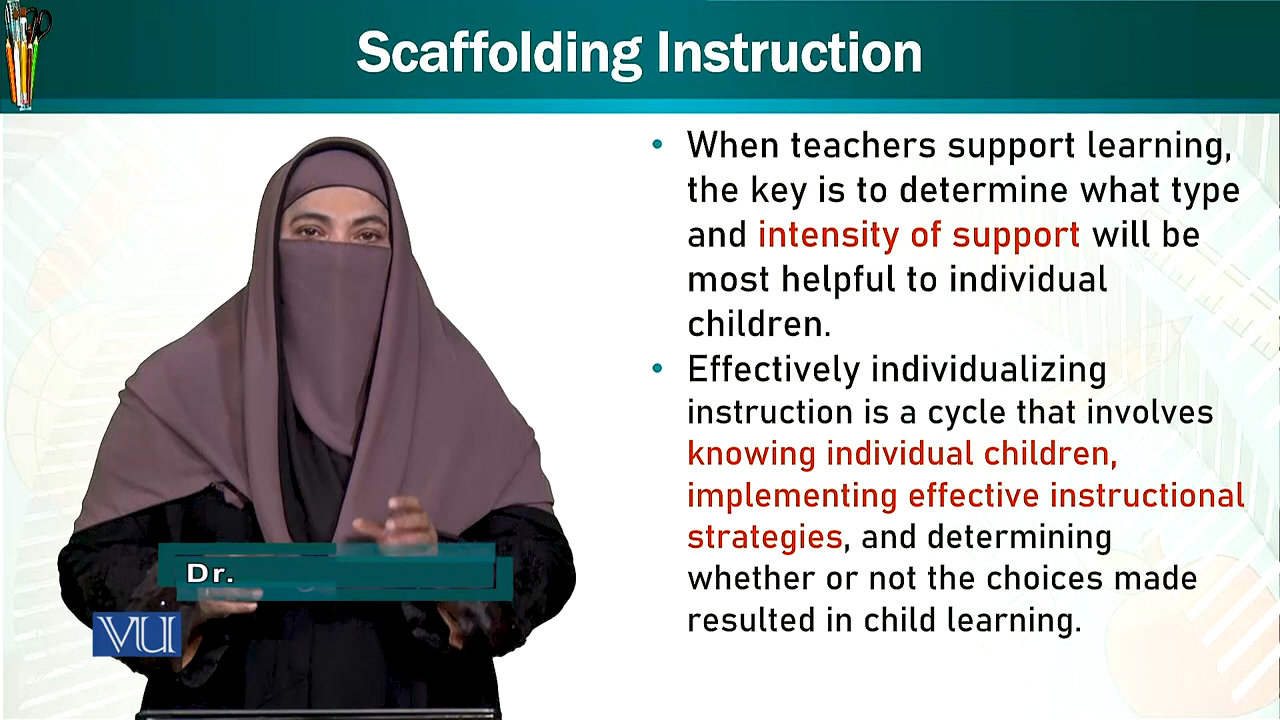 Scaffolding Instruction
• When teachers support learning,
the key is to determine what type
and intensity of support will be
most helpful to individual
children.
• Effectively individualizing
instruction is a cycle that involves
knowing individual children,
implementing effective instructional
strategies, and determining
whether or not the choices made
resulted in child learning.
Dr.
VU